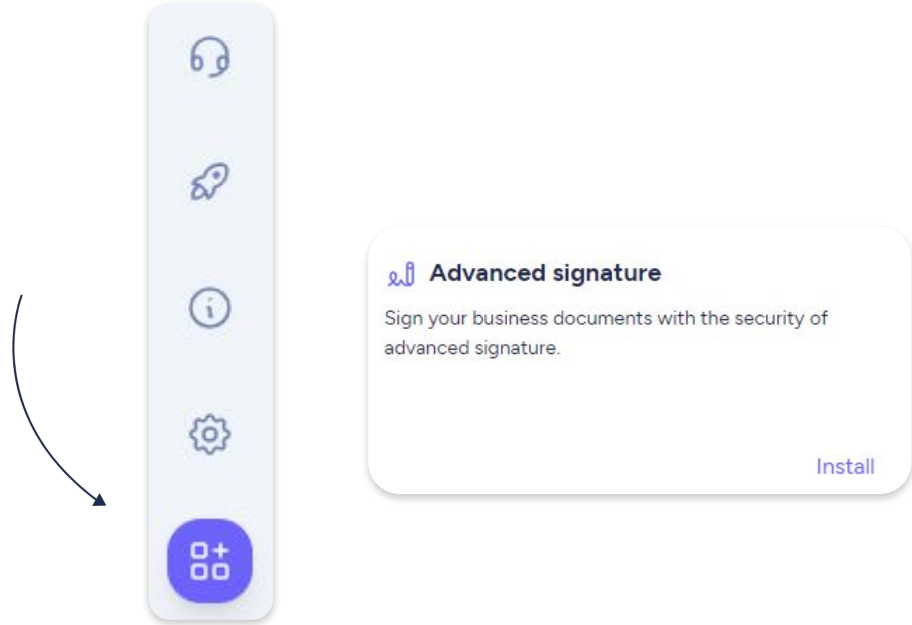 Advanced signature
Sign your business documents with the security of
advanced signature.
Install